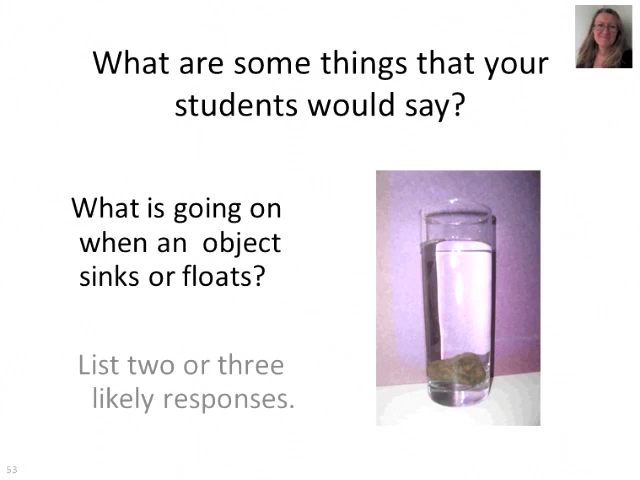 What are some things that your
students would say?
What is going on
when an object
sinks or floats?
List two or three
likely responses.
53